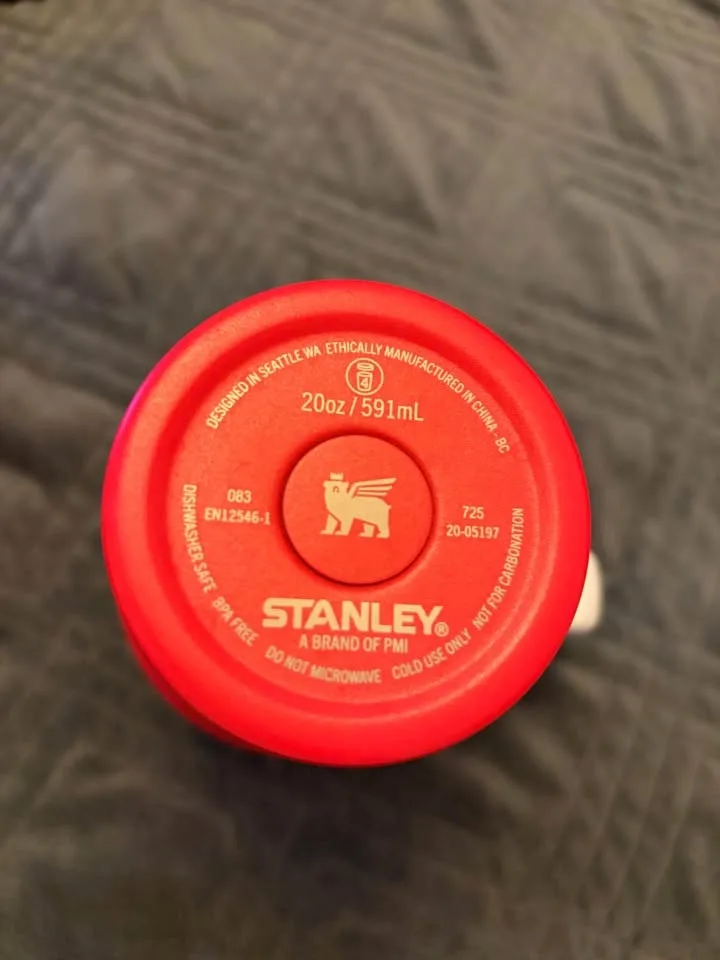 DESIGNED IN SEATTLE WA ETHICALLY MANUFACTURED IN CHINA - BC
4
20oz / 591mL
083
EN12546-1
725
20-05197
STANLEY®
A BRAND OF PMI
DISHWASHER SAFE BPA FREE DO NOT MICROWAVE COLD USE ONLY NOT FOR CARBONATION